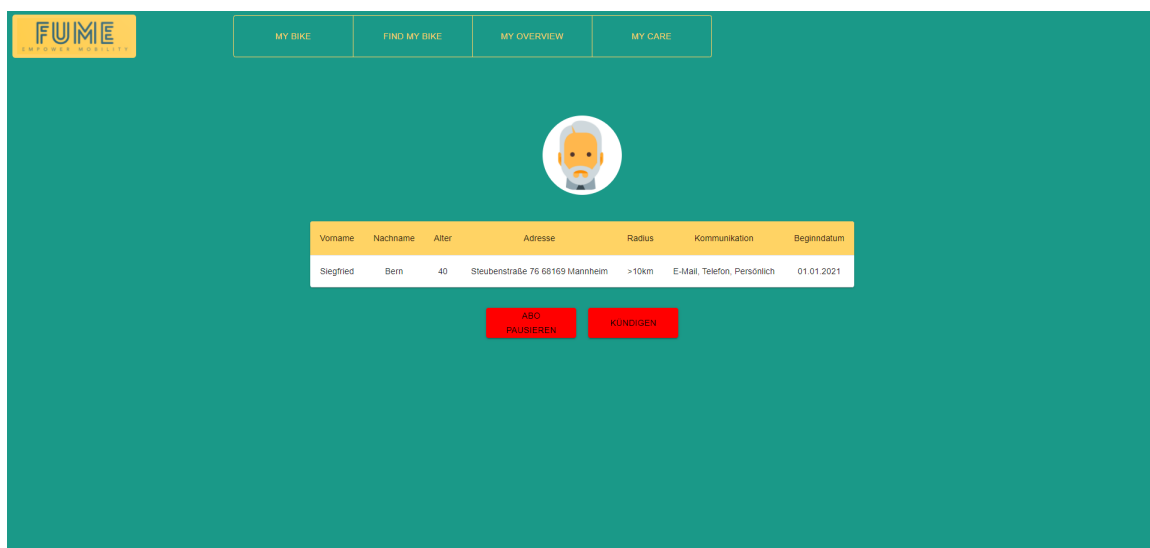 FUME
EMPOWER MOBILITY
MY BIKE FIND MY BIKE MY OVERVIEW MY CARE
Vorname Nachname Alter Adresse Radius Kommunikation Beginndatum
Siegfried Bern 40 Steubenstraße 76 68169 Mannheim >10km E-Mail, Telefon, Persönlich 01.01.2021
ABO
PAUSIEREN
KÜNDIGEN